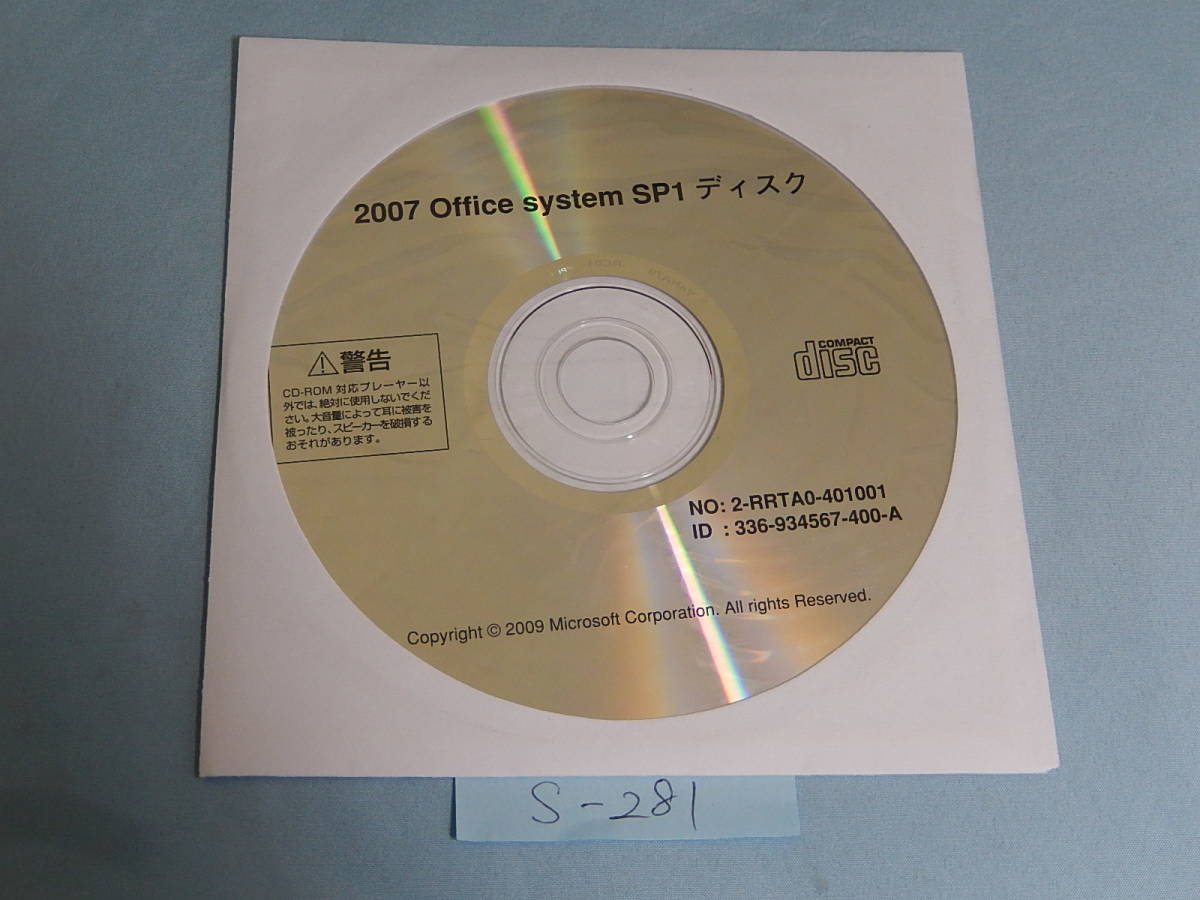 2007 Office system SP1 ディスク
警告
CD-ROM 対応プレーヤー以
外では、絶対に使用しないでくだ
さい。大音量によって耳に被害を
被ったり、スピーカーを破損する
おそれがあります。
COMPACT
disc
NO: 2-RRTA0-401001
ID : 336-934567-400-A
Copyright © 2009 Microsoft Corporation. All rights Reserved.
S-281